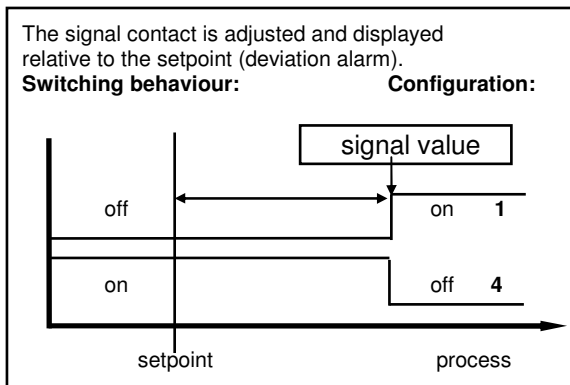 The signal contact is adjusted and displayed
relative to the setpoint (deviation alarm).
Switching behaviour: Configuration:
signal value
off on 1
on off 4
setpoint process